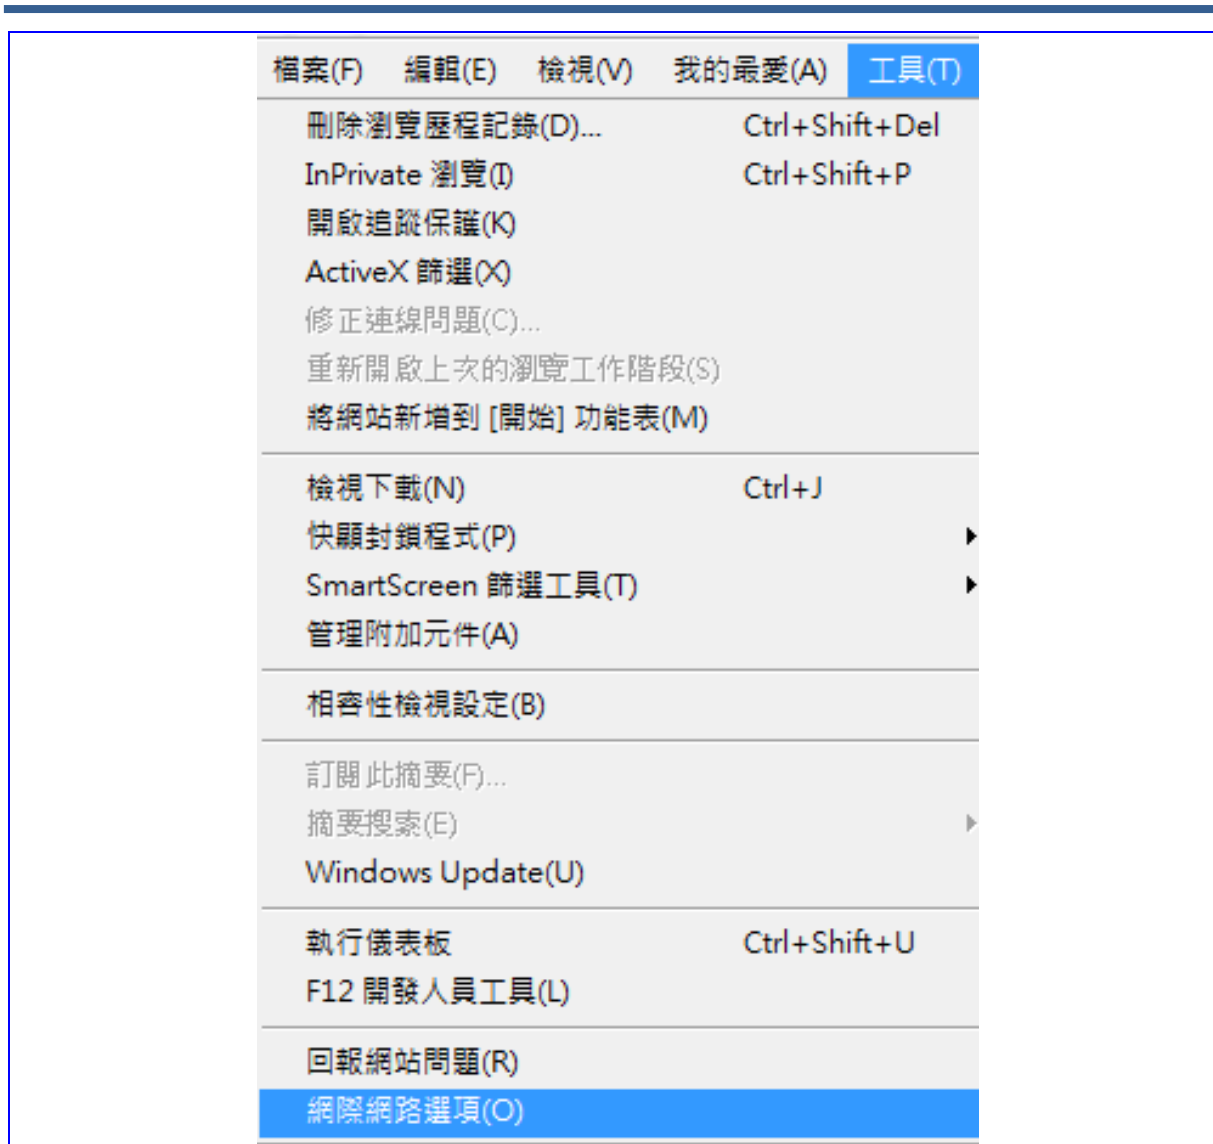 檔案(F) 編輯(E) 檢視(V) 我的最愛(A) 工具(T)
刪除瀏覽歷程記錄(D)... Ctrl+Shift+Del
InPrivate 瀏覽(I) Ctrl+Shift+P
開啟追蹤保護(K)
ActiveX 篩選(X)
修正連線問題(C)...
重新開啟上次的瀏覽工作階段(S)
將網站新增到 [開始] 功能表(M)
檢視下載(N) Ctrl+J
快顯封鎖程式(P)
SmartScreen 篩選工具(T)
管理附加元件(A)
相容性檢視設定(B)
訂閱此摘要(F)...
摘要搜索(E)
Windows Update(U)
執行儀表板 Ctrl+Shift+U
F12 開發人員工具(L)
回報網站問題(R)
網際網路選項(O)